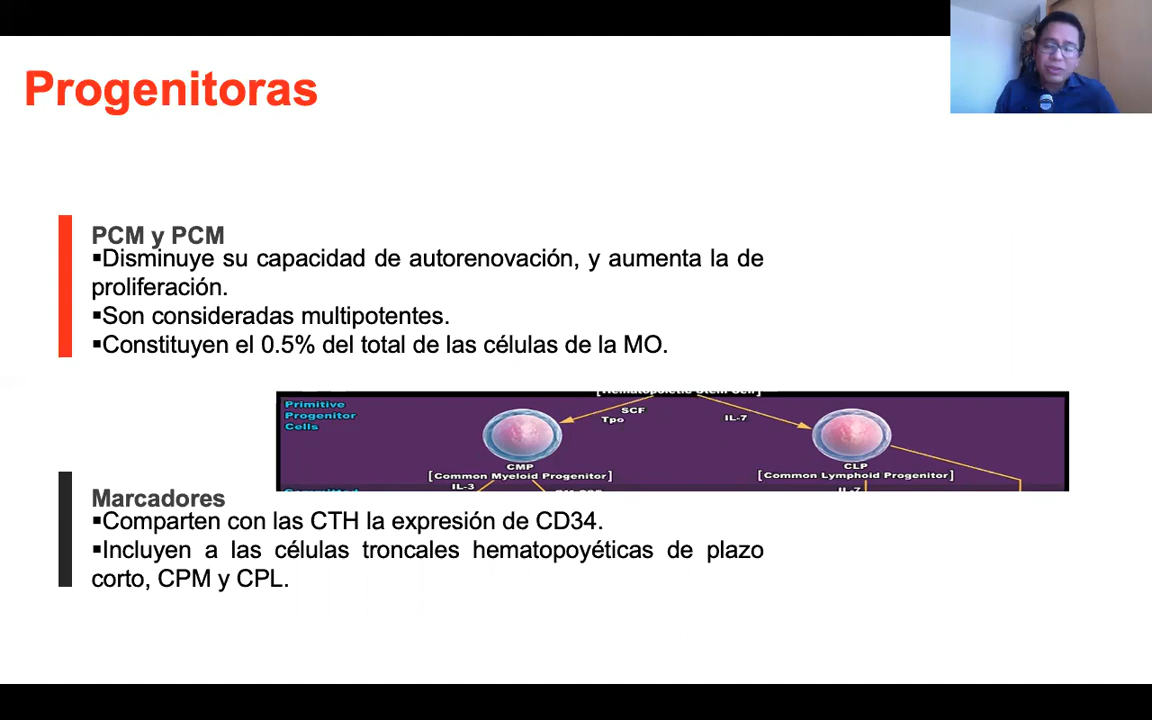 Progenitoras
PCM y PCM
▪Disminuye su capacidad de autorenovación, y aumenta la de
proliferación.
▪Son consideradas multipotentes.
▪Constituyen el 0.5% del total de las células de la MO.
[Hematopoietic Stem Cell]
Primitive
Progenitor
Cells
SCF
Tpo
IL-7
CMP
[Common Myeloid Progenitor]
CLP
[Common Lymphoid Progenitor]
IL-3
IL-7
Marcadores
▪Comparten con las CTH la expresión de CD34.
▪Incluyen a las células troncales hematopoyéticas de plazo
corto, CPM y CPL.